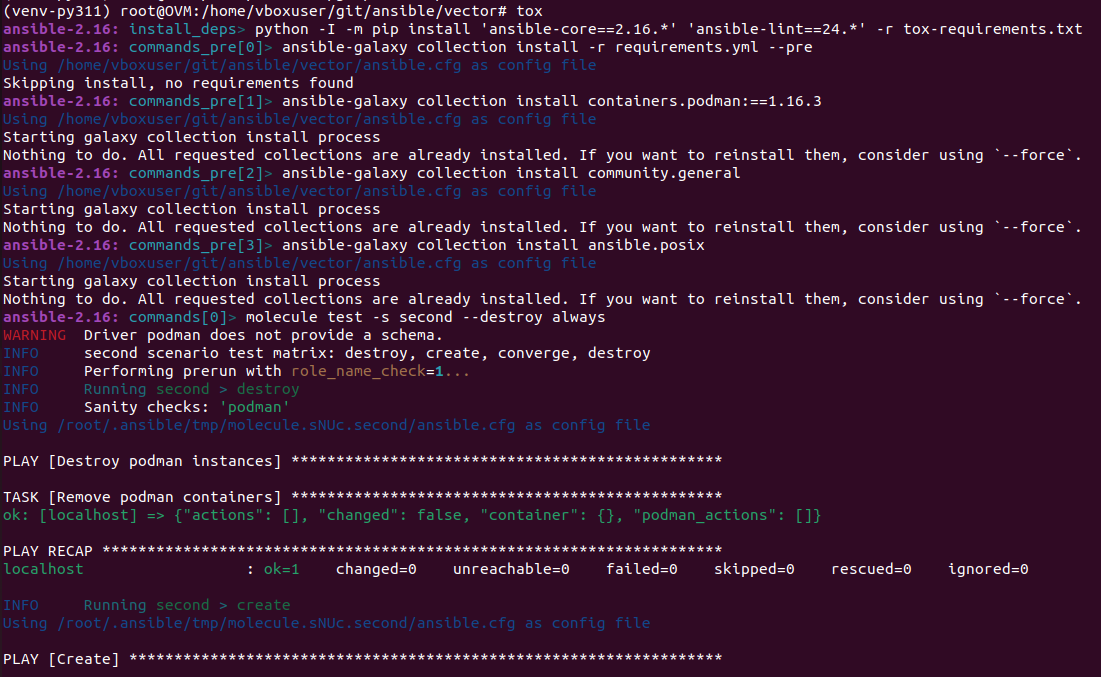 (venv-py311) root@OVM:/home/vboxuser/git/ansible/vector# tox
ansible-2.16: install_deps> python -I -m pip install 'ansible-core==2.16.*' 'ansible-lint==24.*' -r tox-requirements.txt
ansible-2.16: commands_pre[0]> ansible-galaxy collection install -r requirements.yml --pre
Using /home/vboxuser/git/ansible/vector/ansible.cfg as config file
Skipping install, no requirements found
ansible-2.16: commands_pre[1]> ansible-galaxy collection install containers.podman:==1.16.3
Using /home/vboxuser/git/ansible/vector/ansible.cfg as config file
Starting galaxy collection install process
Nothing to do. All requested collections are already installed. If you want to reinstall them, consider using `--force`.
ansible-2.16: commands_pre[2]> ansible-galaxy collection install community.general
Using /home/vboxuser/git/ansible/vector/ansible.cfg as config file
Starting galaxy collection install process
Nothing to do. All requested collections are already installed. If you want to reinstall them, consider using `--force`.
ansible-2.16: commands_pre[3]> ansible-galaxy collection install ansible.posix
Using /home/vboxuser/git/ansible/vector/ansible.cfg as config file
Starting galaxy collection install process
Nothing to do. All requested collections are already installed. If you want to reinstall them, consider using `--force`.
ansible-2.16: commands[0]> molecule test -s second --destroy always
WARNING  Driver podman does not provide a schema.
INFO     second scenario test matrix: destroy, create, converge, destroy
INFO     Performing prerun with role_name_check=1...
INFO     Running second > destroy
INFO     Sanity checks: 'podman'
Using /root/.ansible/tmp/molecule.sNUc.second/ansible.cfg as config file
PLAY [Destroy podman instances] ************************************************
TASK [Remove podman containers] ************************************************
ok: [localhost] => {"actions": [], "changed": false, "container": {}, "podman_actions": []}
PLAY RECAP *********************************************************************
localhost                  : ok=1    changed=0    unreachable=0    failed=0    skipped=0    rescued=0    ignored=0
INFO     Running second > create
Using /root/.ansible/tmp/molecule.sNUc.second/ansible.cfg as config file
PLAY [Create] ******************************************************************